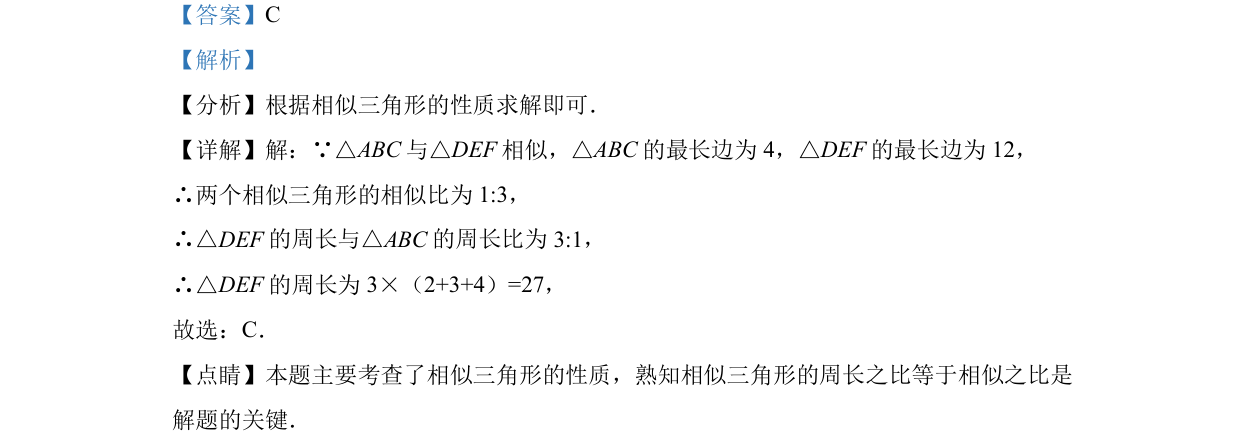 【答案】C
【解析】
【分析】根据相似三角形的性质求解即可．
【详解】解：∵△ABC与△DEF相似，△ABC的最长边为4，△DEF的最长边为12，
∴两个相似三角形的相似比为1:3，
∴△DEF的周长与△ABC的周长比为3:1，
∴△DEF的周长为3×（2+3+4）=27，
故选：C．
【点睛】本题主要考查了相似三角形的性质，熟知相似三角形的周长之比等于相似之比是
解题的关键．